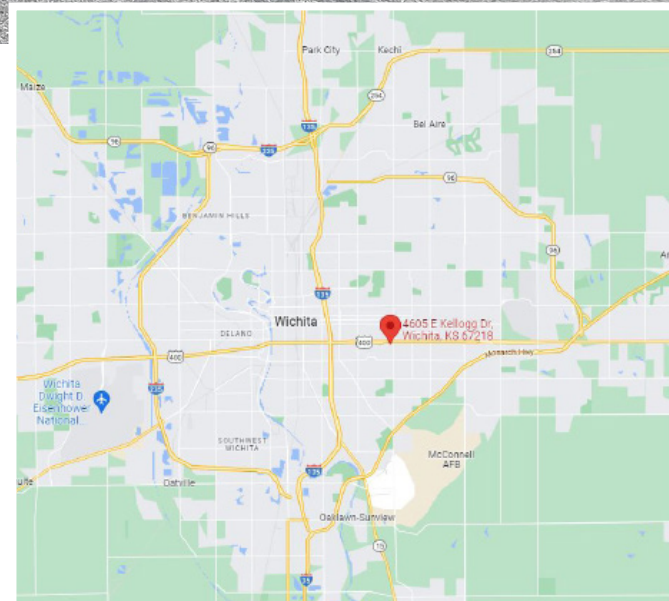 Park City
Kechi
254
Maize
254
96
135
Bel Aire
96
235
96
BENJAMIN HILLS
96
135
Wichita
4605 E Kellogg Dr,
Wichita, KS 67218
DELANO
400
400
Monarch Hwy
Wichita
Dwight D
Eisenhower
National...
235
SOUTHWEST
WICHITA
McConnell
AFB
135
Oatville
Oaklawn-Sunview
15
35